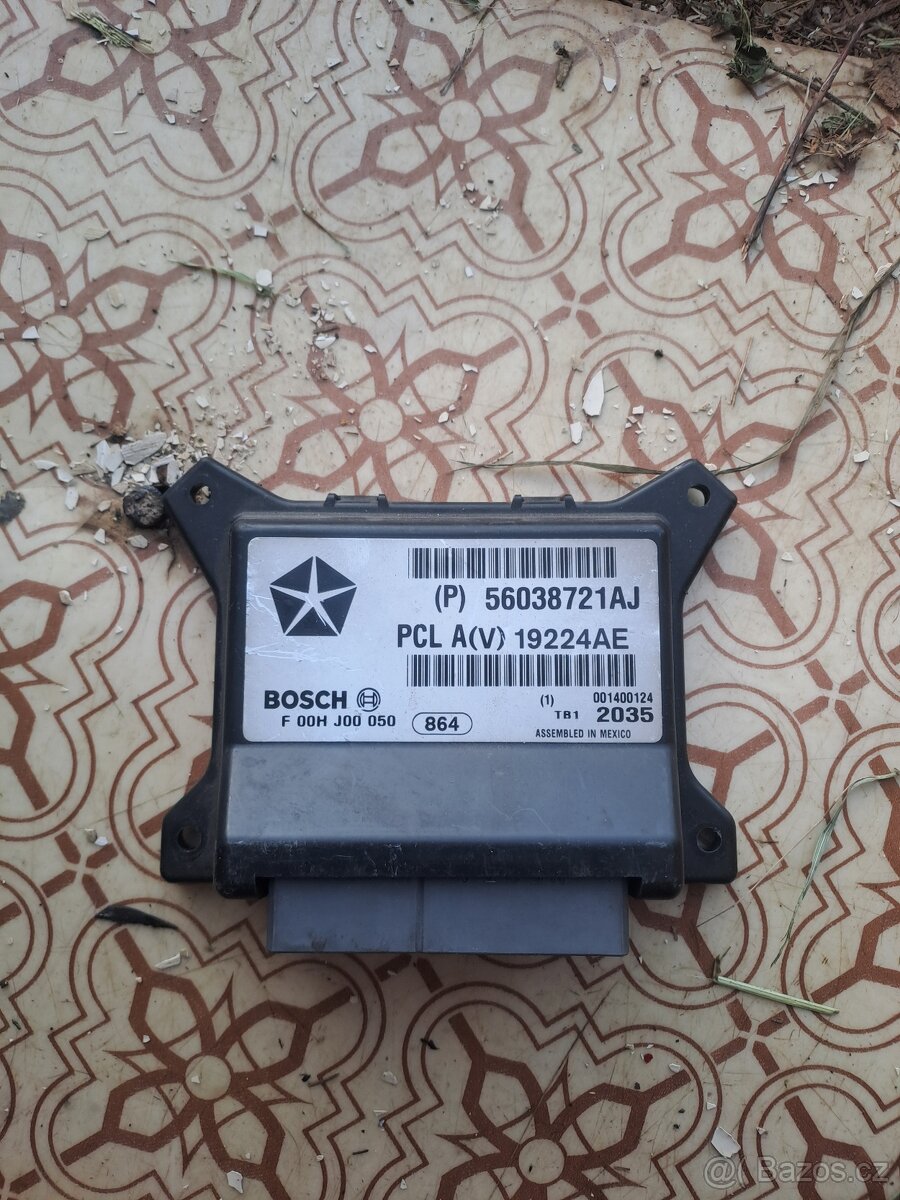 (P) 56038721AJ
PCL A(V) 19224AE
BOSCH
F 00H J00 050
864
(1) 001400124
TB1 2035
ASSEMBLED IN MEXICO
@ Bazos.cz